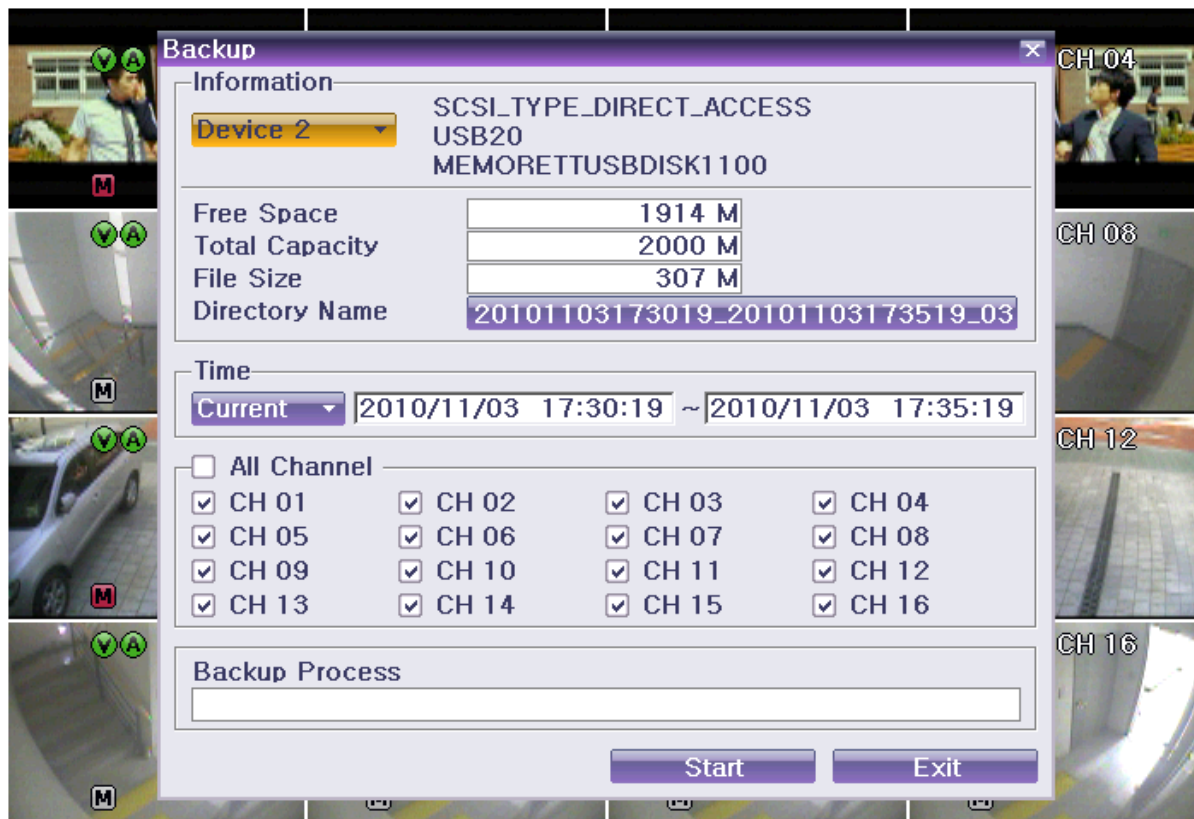 Backup
CH 04
Information
Device 2
SCSI_TYPE_DIRECT_ACCESS
USB20
MEMORETTUSBDISK1100
V A
M
Free Space 1914 M
Total Capacity 2000 M
File Size 307 M
Directory Name 20101103173019_20101103173519_03
V A
CH 08
M
Time
Current 2010/11/03 17:30:19 ~ 2010/11/03 17:35:19
V A
CH 12
M
All Channel
CH 01 CH 02 CH 03 CH 04
CH 05 CH 06 CH 07 CH 08
CH 09 CH 10 CH 11 CH 12
CH 13 CH 14 CH 15 CH 16
V A
CH 16
M
Backup Process
Start Exit
M M M